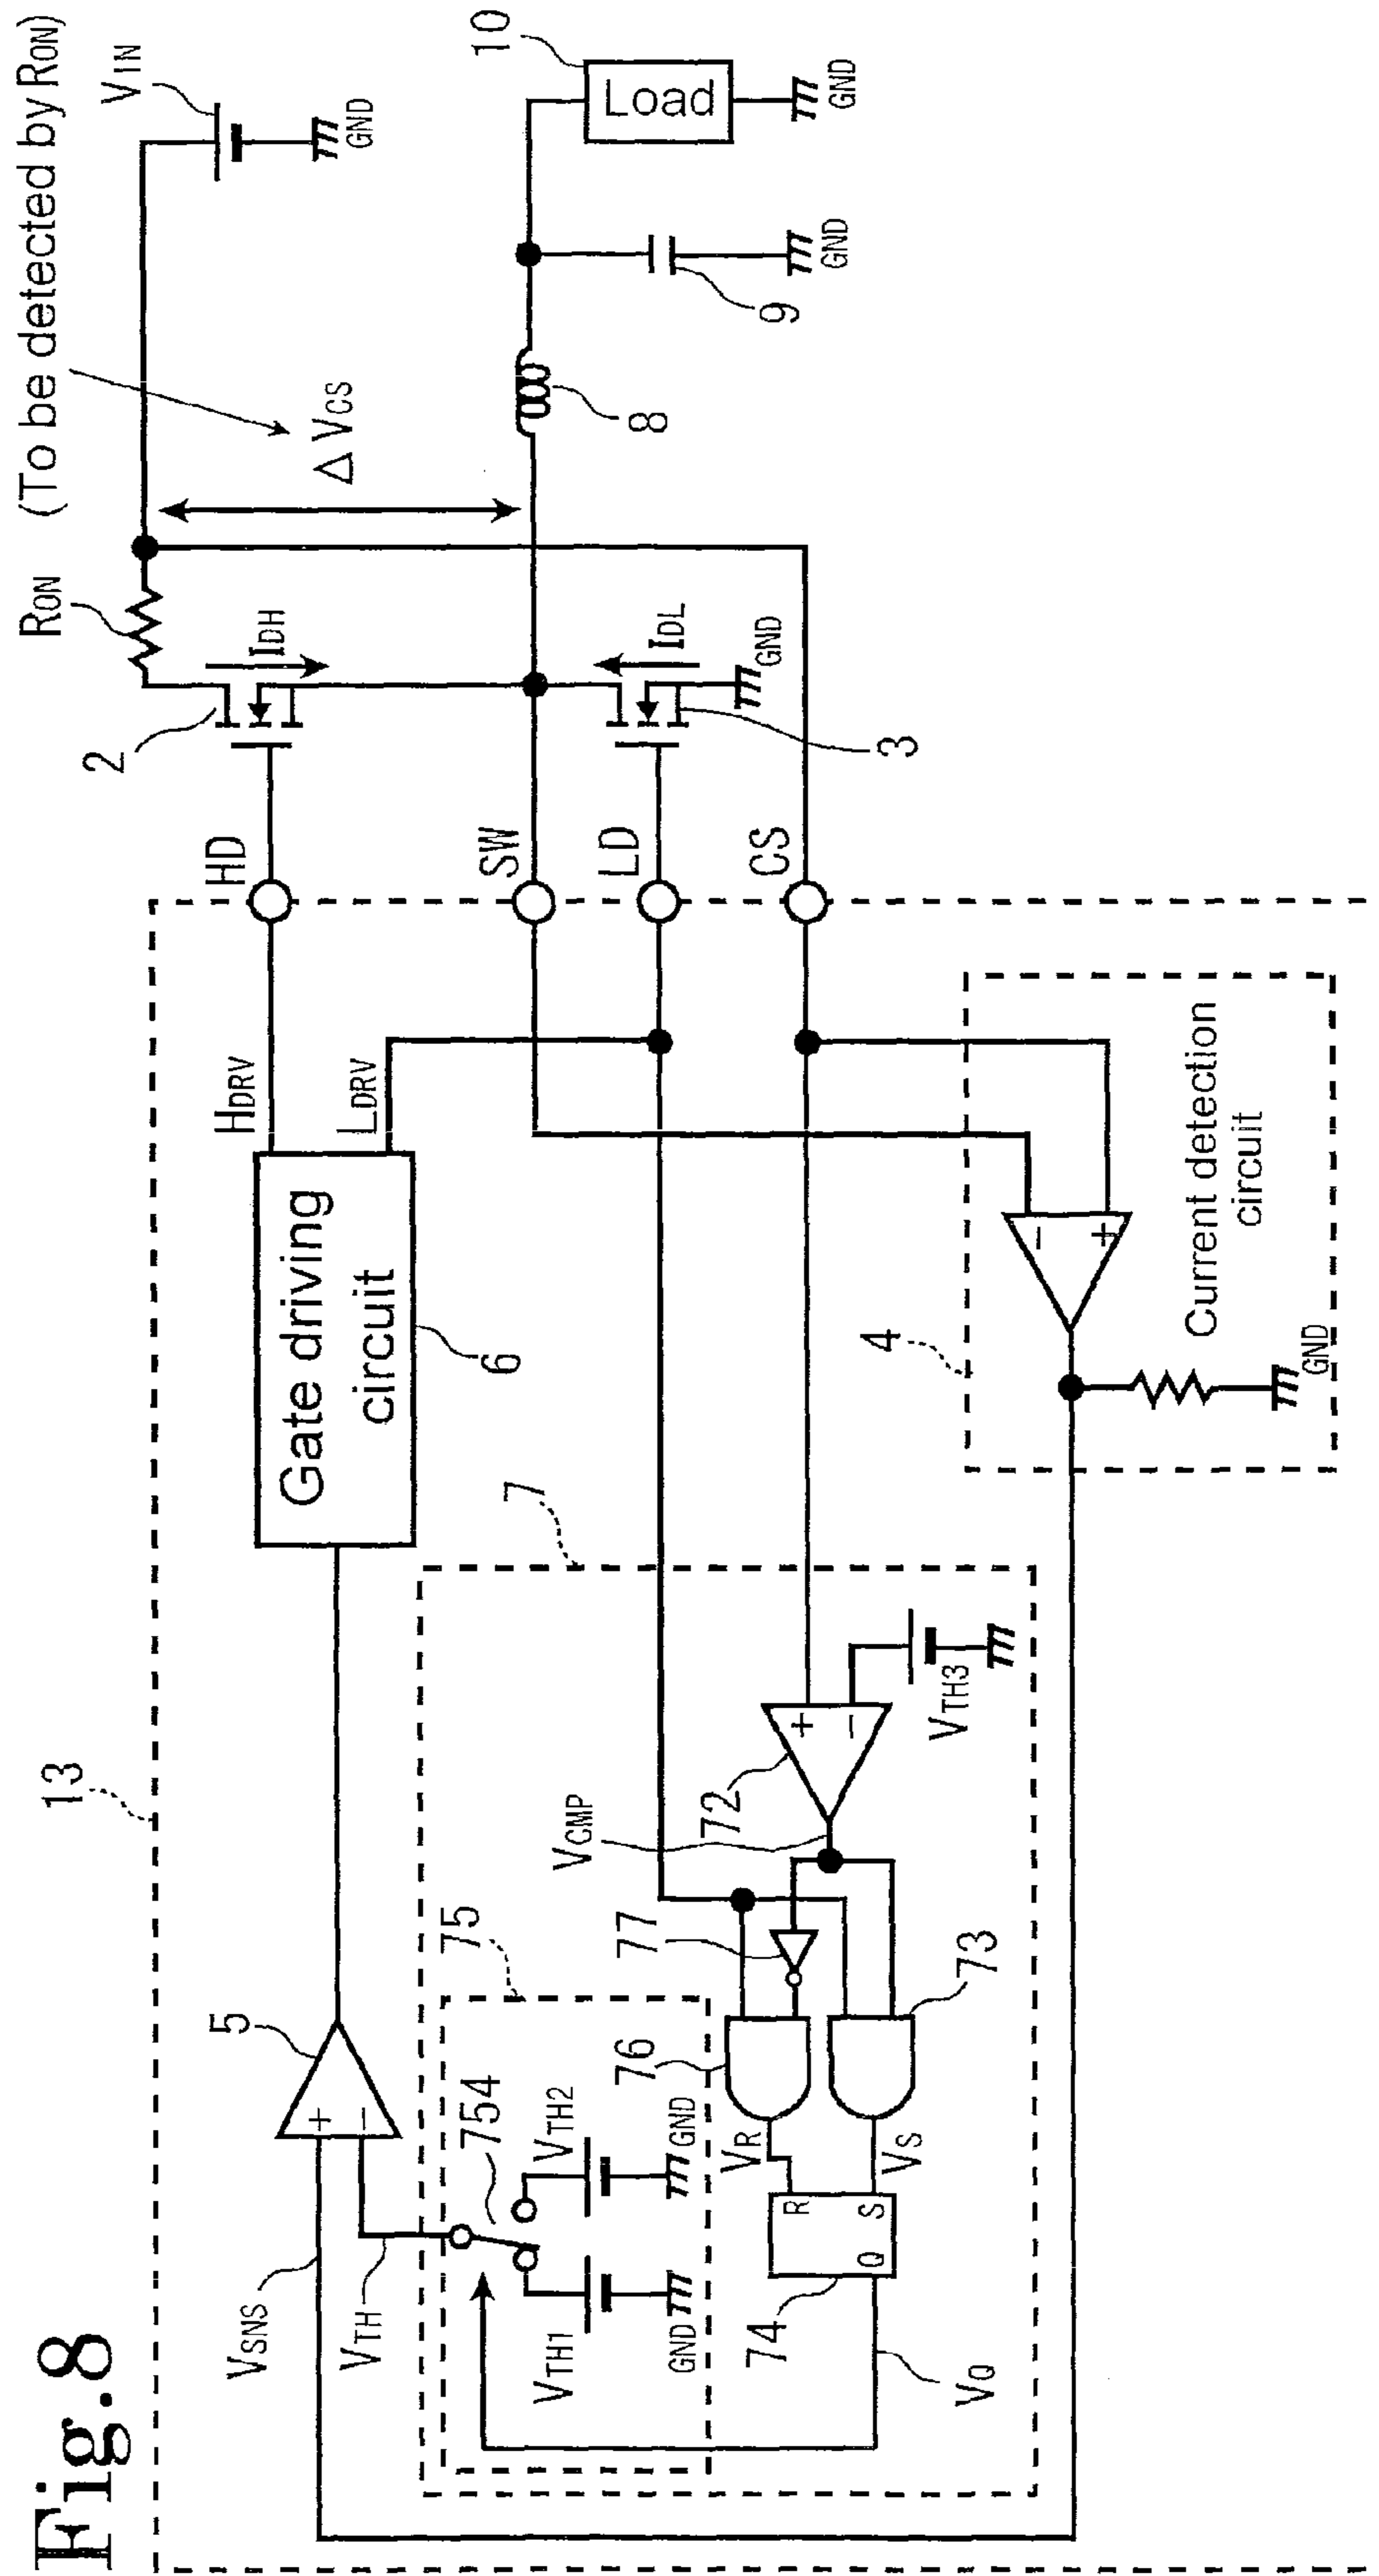 Fig.8
13
VSNS
VTH
5
Gate driving
circuit
6
HDRV
LDRV
HD
SW
LD
CS
2
3
RON (To be detected by RON)
ΔVCS
VIN
GND
IDH
IDL
GND
8
9
GND
10
Load
GND
7
75
754
VTH1
VTH2
GND
GND
76
77
73
74
VR
VS
VQ
R
S
Q
VCMP
72
VTH3
+
−
+
−
4
Current detection
circuit
−
+
GND